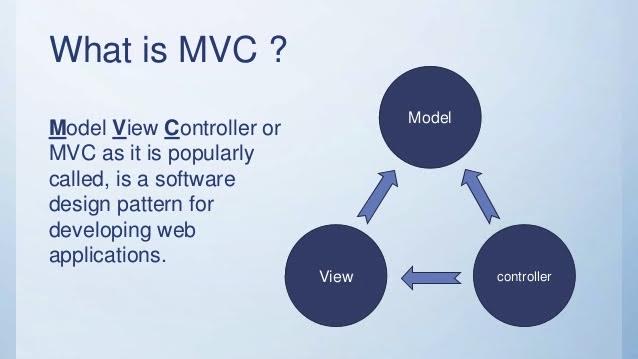 What is MVC ?
Model View Controller or
MVC as it is popularly
called, is a software
design pattern for
developing web
applications.
Model
View
controller